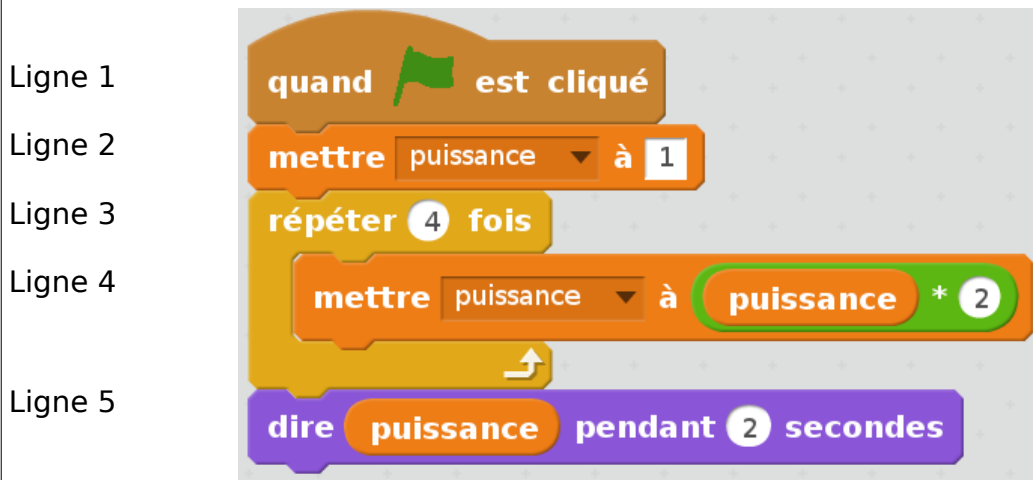 Ligne 1 quand est cliqué
Ligne 2 mettre puissance à 1
Ligne 3 répéter 4 fois
Ligne 4 mettre puissance à puissance * 2
Ligne 5 dire puissance pendant 2 secondes